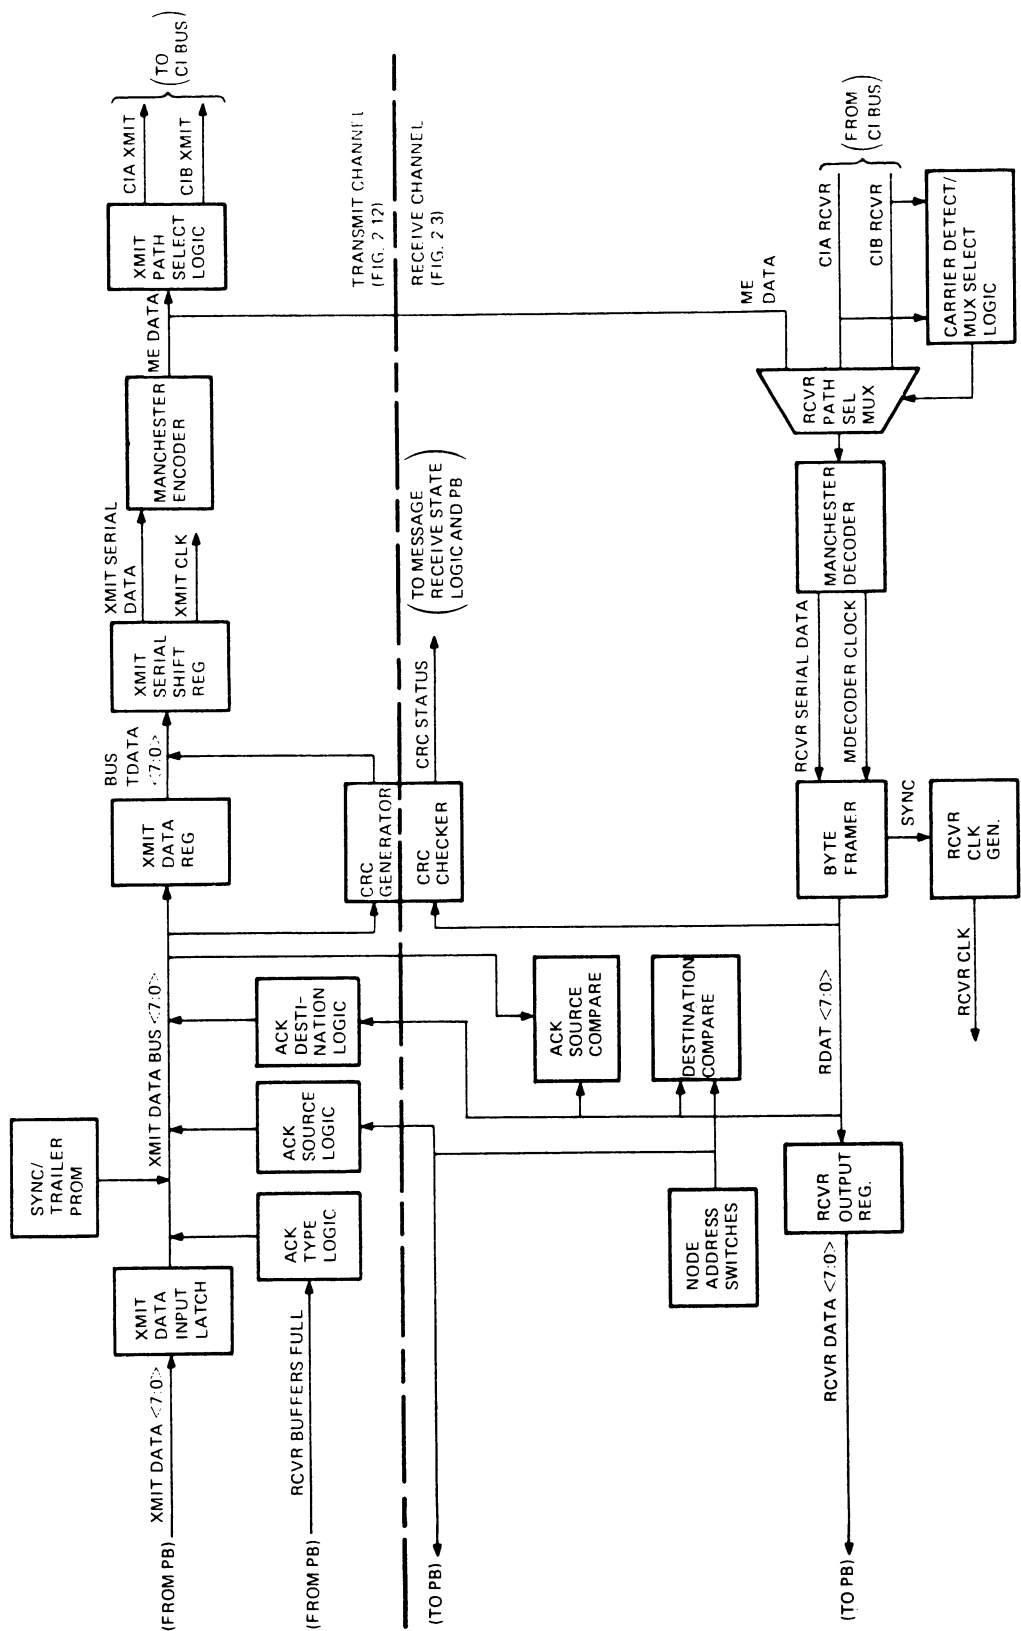 (FROM PB)
XMIT DATA <7:0>
XMIT
DATA
INPUT
LATCH
SYNC/
TRAILER
PROM
XMIT DATA BUS <7:0>
XMIT
DATA
REG
BUS
TDATA
<7:0>
XMIT
SERIAL
SHIFT
REG
XMIT SERIAL
DATA
XMIT CLK
MANCHESTER
ENCODER
ME DATA
XMIT
PATH
SELECT
LOGIC
CIA XMIT
CIB XMIT
(TO
CI BUS)
(FROM PB)
RCVR BUFFERS FULL
ACK
TYPE
LOGIC
ACK
SOURCE
LOGIC
ACK
DESTI-
NATION
LOGIC
CRC
GENERATOR
TRANSMIT CHANNEL
(FIG. 2 12)
RECEIVE CHANNEL
(FIG. 2 3)
(TO PB)
CRC
CHECKER
CRC STATUS
(TO MESSAGE
RECEIVE STATE
LOGIC AND PB)
ACK
SOURCE
COMPARE
DESTINATION
COMPARE
NODE
ADDRESS
SWITCHES
ME
DATA
(TO PB)
RCVR DATA <7:0>
RCVR
OUTPUT
REG.
RDAT <7:0>
BYTE
FRAMER
RCVR SERIAL DATA
MDECODER CLOCK
MANCHESTER
DECODER
RCVR
PATH
SEL
MUX
CIA RCVR
CIB RCVR
(FROM
CI BUS)
SYNC
RCVR CLK
RCVR
CLK
GEN.
CARRIER DETECT/
MUX SELECT
LOGIC